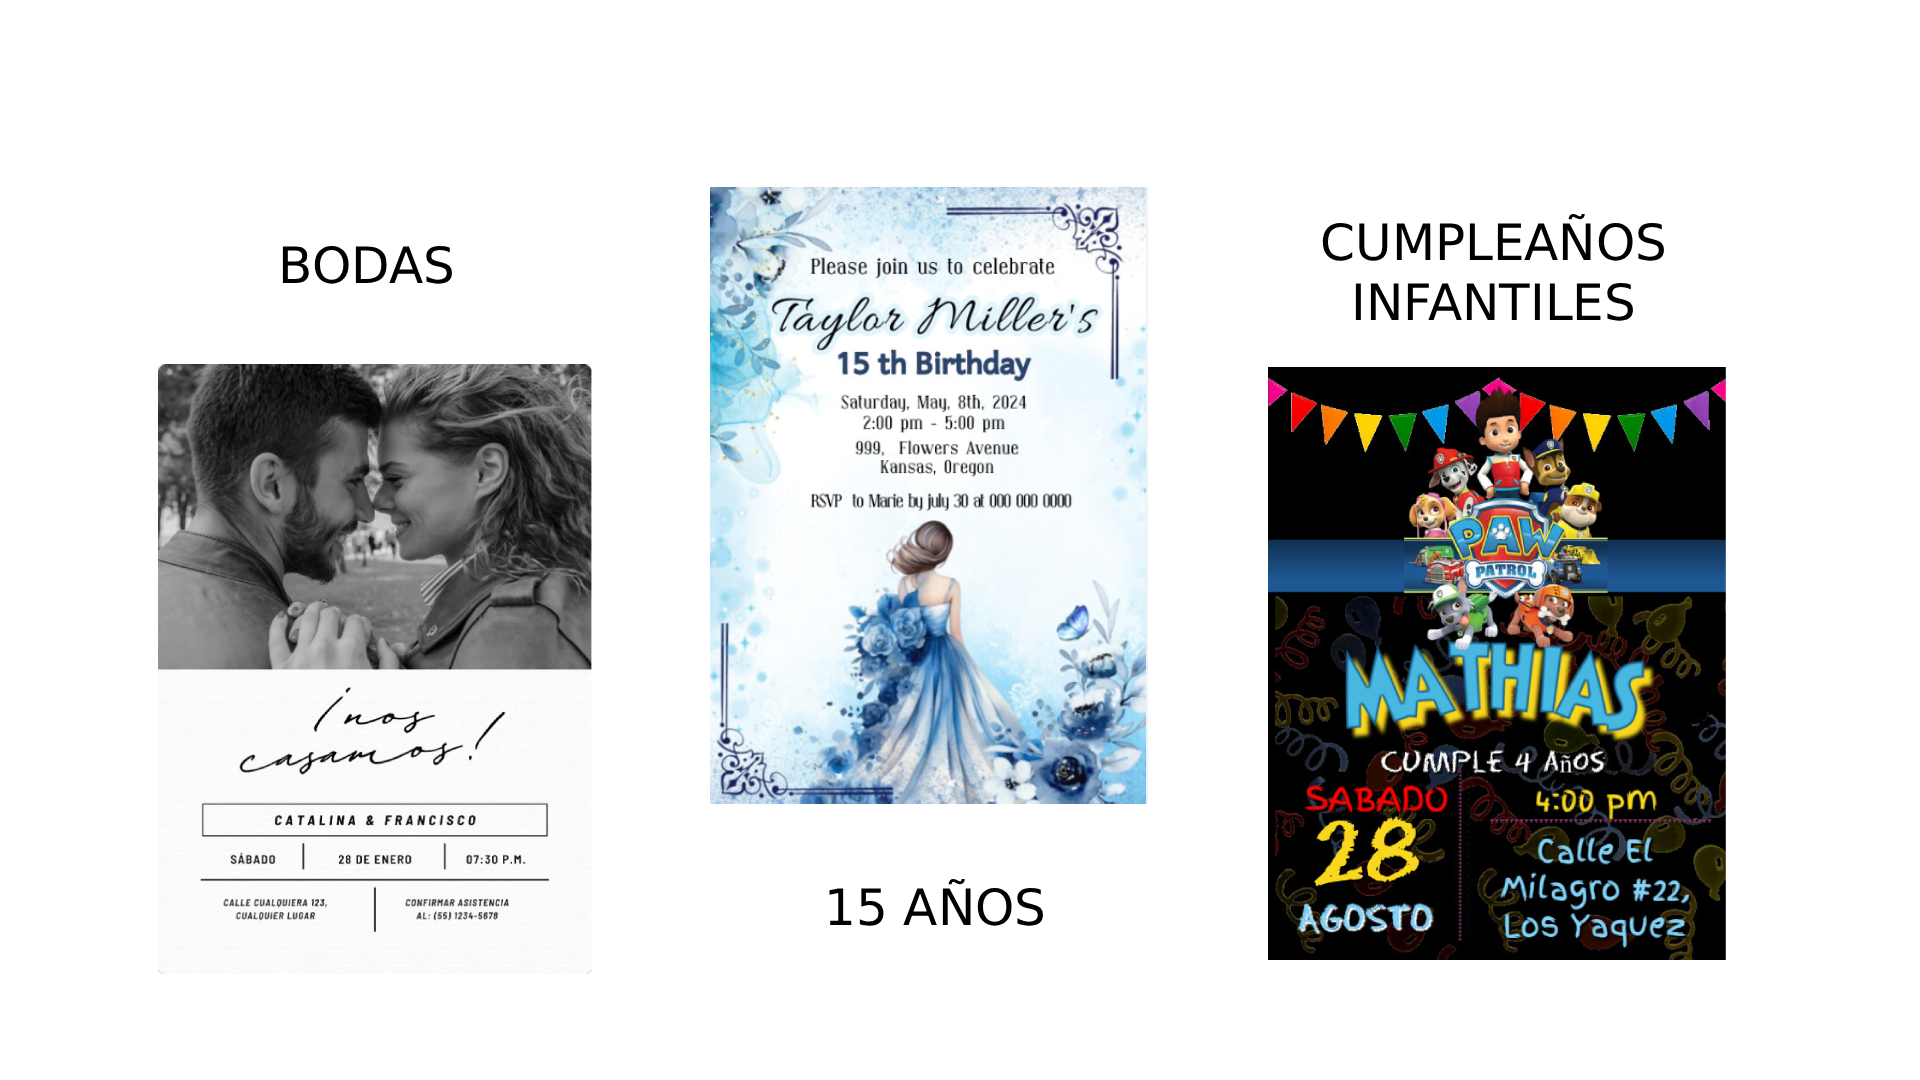 BODAS
¡nos
casamos!
CATALINA & FRANCISCO
SÁBADO
28 DE ENERO
07:30 P.M.
CALLE CUALQUIERA 123,
CUALQUIER LUGAR
CONFIRMAR ASISTENCIA
AL: (55) 1234-5678
Please join us to celebrate
Taylor Miller's
15 th Birthday
Saturday, May, 8th, 2024
2:00 pm - 5:00 pm
999, Flowers Avenue
Kansas, Oregon
RSVP to Marie by july 30 at 000 000 0000
15 AÑOS
CUMPLEAÑOS
INFANTILES
PAW
PATROL
MATHIAS
CUMPLE 4 AñOS
SABADO
28
AGOSTO
4:00 pm
Calle El
Milagro #22,
Los Yaquez